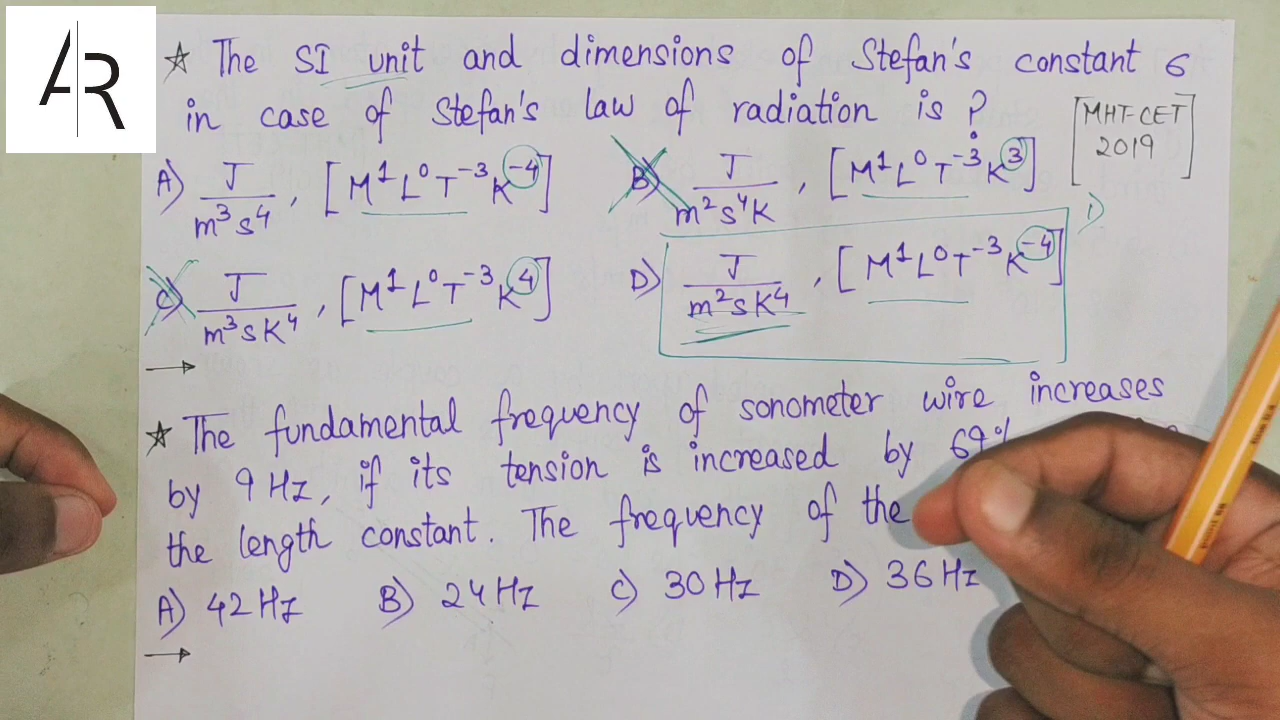 AR
☆ The SI unit and dimensions of Stefan's constant 6
in case of Stefan's law of radiation is ?
[MHT-CET 2019]
A) J/m³s⁴, [M¹L⁰T⁻³K⁻⁴] B) J/m²s⁴K, [M¹L⁰T⁻³K³]
C) J/m³sK⁴, [M¹L⁰T⁻³K⁴] D) J/m²sK⁴, [M¹L⁰T⁻³K⁻⁴]
→
☆ The fundamental frequency of sonometer wire increases
by 9 Hz, if its tension is increased by 69%
the length constant. The frequency of the
A) 42 Hz B) 24 Hz C) 30 Hz D) 36 Hz
→